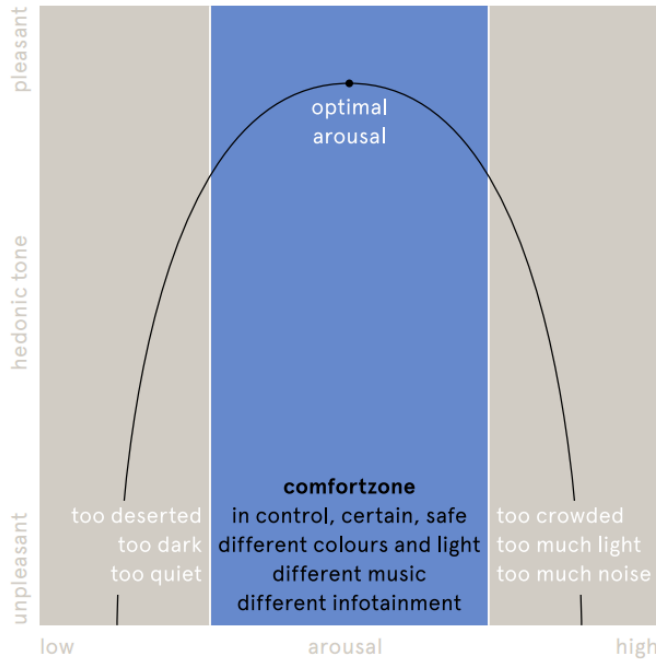 pleasant
hedonic tone
unpleasant
optimal
arousal
too deserted
too dark
too quiet
comfortzone
in control, certain, safe
different colours and light
different music
different infotainment
too crowded
too much light
too much noise
low
arousal
high